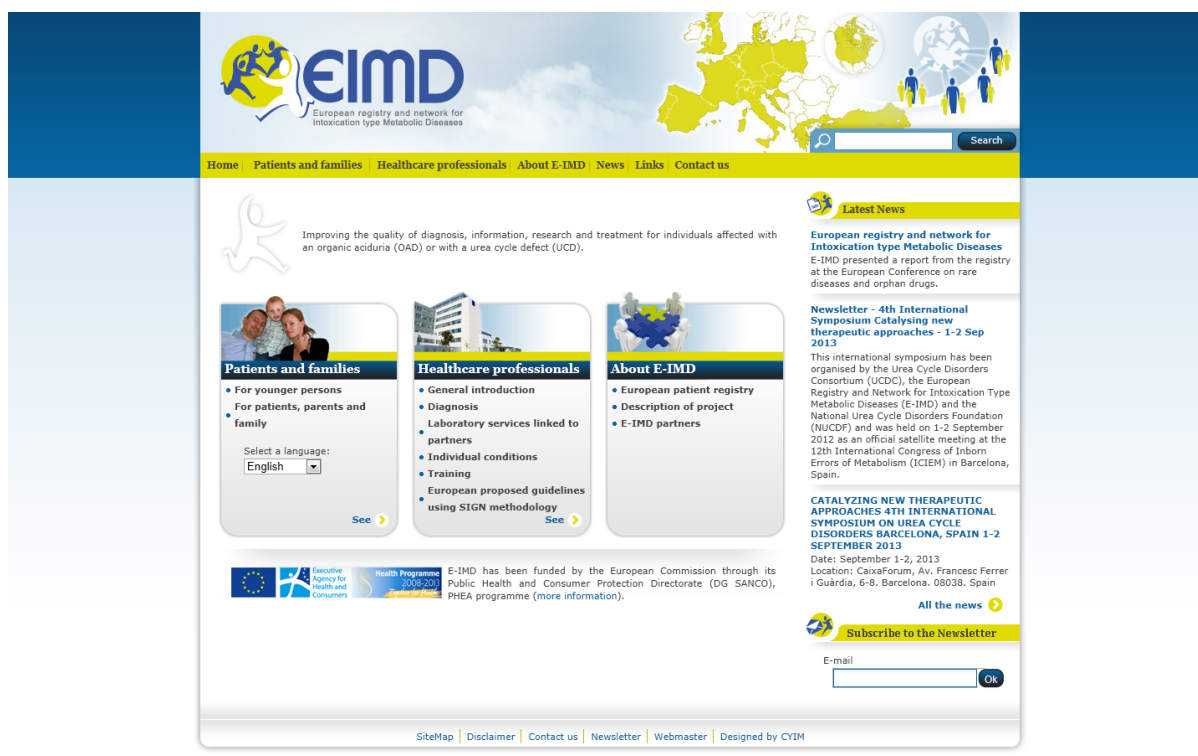 EIMD
European registry and network for
Intoxication type Metabolic Diseases
Search
Home
Patients and families
Healthcare professionals
About E-IMD
News
Links
Contact us
Improving the quality of diagnosis, information, research and treatment for individuals affected with
an organic aciduria (OAD) or with a urea cycle defect (UCD).
Patients and families
For younger persons
For patients, parents and
family
Select a language:
English
See
Healthcare professionals
General introduction
Diagnosis
Laboratory services linked to
partners
Individual conditions
Training
European proposed guidelines
using SIGN methodology
See
About E-IMD
European patient registry
Description of project
E-IMD partners
Executive
Agency for
Health and
Consumers
Health Programme
2008-2013
Together for Health
E-IMD has been funded by the European Commission through its
Public Health and Consumer Protection Directorate (DG SANCO),
PHEA programme (more information).
Latest News
European registry and network for
Intoxication type Metabolic Diseases
E-IMD presented a report from the registry
at the European Conference on rare
diseases and orphan drugs.
Newsletter - 4th International
Symposium Catalysing new
therapeutic approaches - 1-2 Sep
2013
This international symposium has been
organised by the Urea Cycle Disorders
Consortium (UCDC), the European
Registry and Network for Intoxication Type
Metabolic Diseases (E-IMD) and the
National Urea Cycle Disorders Foundation
(NUCDF) and was held on 1-2 September
2012 as an official satellite meeting at the
12th International Congress of Inborn
Errors of Metabolism (ICIEM) in Barcelona,
Spain.
CATALYZING NEW THERAPEUTIC
APPROACHES 4TH INTERNATIONAL
SYMPOSIUM ON UREA CYCLE
DISORDERS BARCELONA, SPAIN 1-2
SEPTEMBER 2013
Date: September 1-2, 2013
Location: CaixaForum, Av. Francesc Ferrer
i Guàrdia, 6-8. Barcelona. 08038. Spain
All the news
Subscribe to the Newsletter
E-mail
Ok
SiteMap | Disclaimer | Contact us | Newsletter | Webmaster | Designed by CYIM